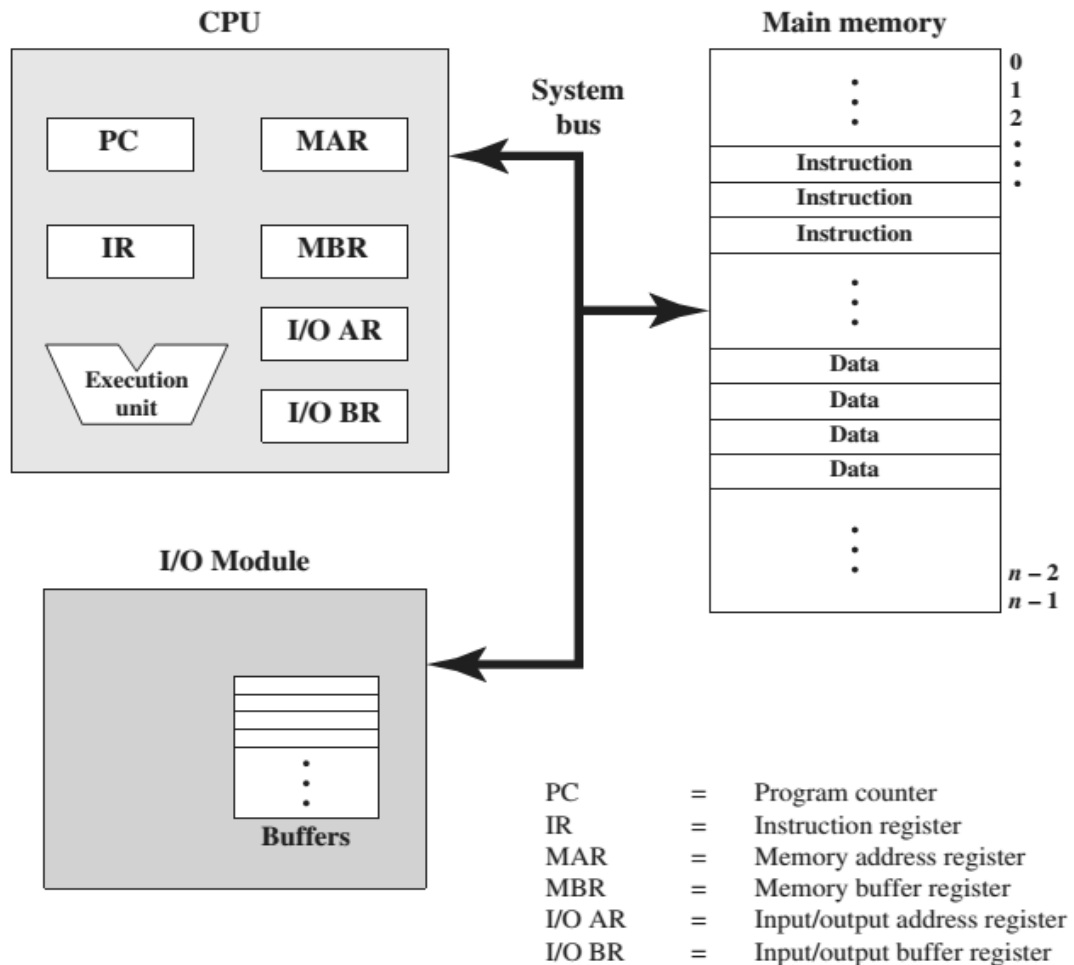 CPU
PC
MAR
IR
MBR
I/O AR
Execution
unit
I/O BR
System
bus
Main memory
0
1
2
Instruction
Instruction
Instruction
Data
Data
Data
Data
n – 2
n – 1
I/O Module
Buffers
PC = Program counter
IR = Instruction register
MAR = Memory address register
MBR = Memory buffer register
I/O AR = Input/output address register
I/O BR = Input/output buffer register